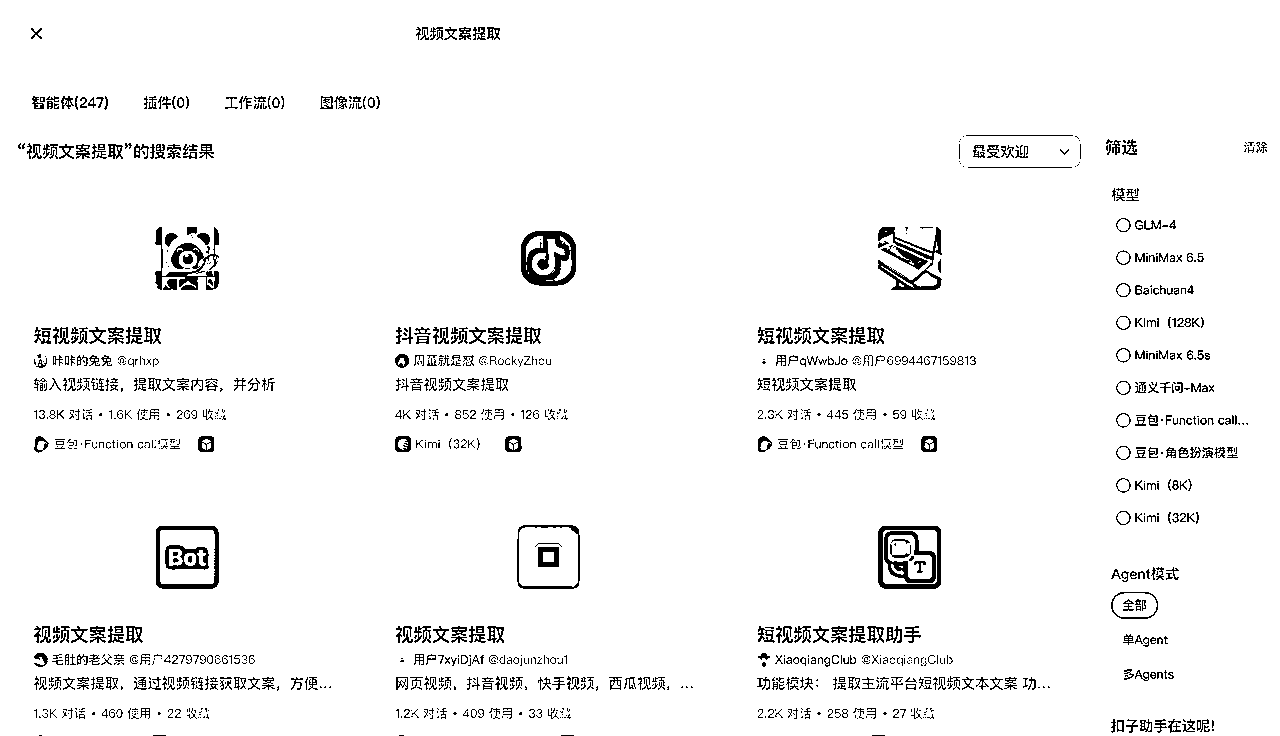 视频文案提取
智能体(247) 插件(0) 工作流(0) 图像流(0)
“视频文案提取”的搜索结果
最受欢迎
短视频文案提取
咔咔的兔兔 @qrhxp
输入视频链接，提取文案内容，并分析
13.8K 对话 • 1.6K 使用 • 269 收藏
豆包·Function call模型
抖音视频文案提取
@RockyZhou
抖音视频文案提取
4K 对话 • 852 使用 • 126 收藏
Kimi（32K）
短视频文案提取
用户qWwbJo @用户6994467159813
短视频文案提取
2.3K 对话 • 445 使用 • 59 收藏
豆包·Function call模型
Bot
视频文案提取
毛肚的老父亲 @用户4279790661536
视频文案提取，通过视频链接获取文案，方便...
1.3K 对话 • 460 使用 • 22 收藏
视频文案提取
用户7xyiDjAf @daojunzhou1
网页视频，抖音视频，快手视频，西瓜视频，...
1.2K 对话 • 409 使用 • 33 收藏
T
短视频文案提取助手
XiaoqiangClub @XiaoqiangClub
功能模块： 提取主流平台短视频文本文案 功...
2.2K 对话 • 258 使用 • 27 收藏
筛选 清除
模型
GLM-4
MiniMax 6.5
Baichuan4
Kimi（128K）
MiniMax 6.5s
通义千问-Max
豆包·Function call...
豆包·角色扮演模型
Kimi（8K）
Kimi（32K）
Agent模式
全部
单Agent
多Agents
扣子助手在这呢!